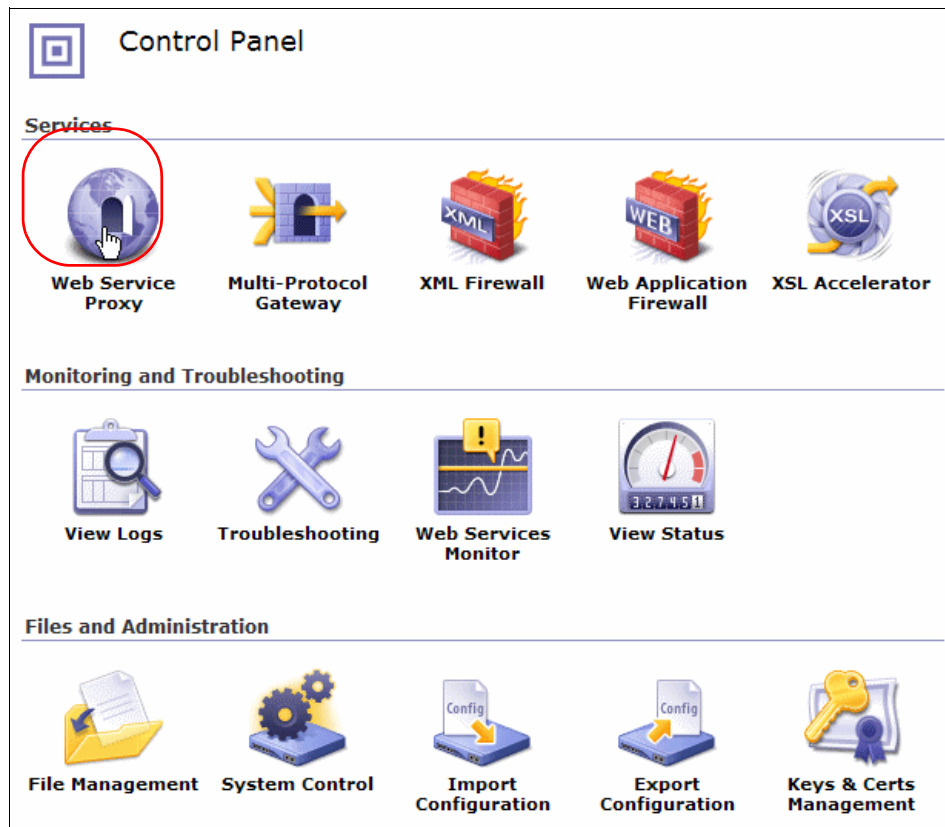 Control Panel
Services
XML
WEB
XSL
Web Service Proxy
Multi-Protocol Gateway
XML Firewall
Web Application Firewall
XSL Accelerator
Monitoring and Troubleshooting
!
3 2 7 4 5 1
View Logs
Troubleshooting
Web Services Monitor
View Status
Files and Administration
Config
Config
File Management
System Control
Import Configuration
Export Configuration
Keys & Certs Management